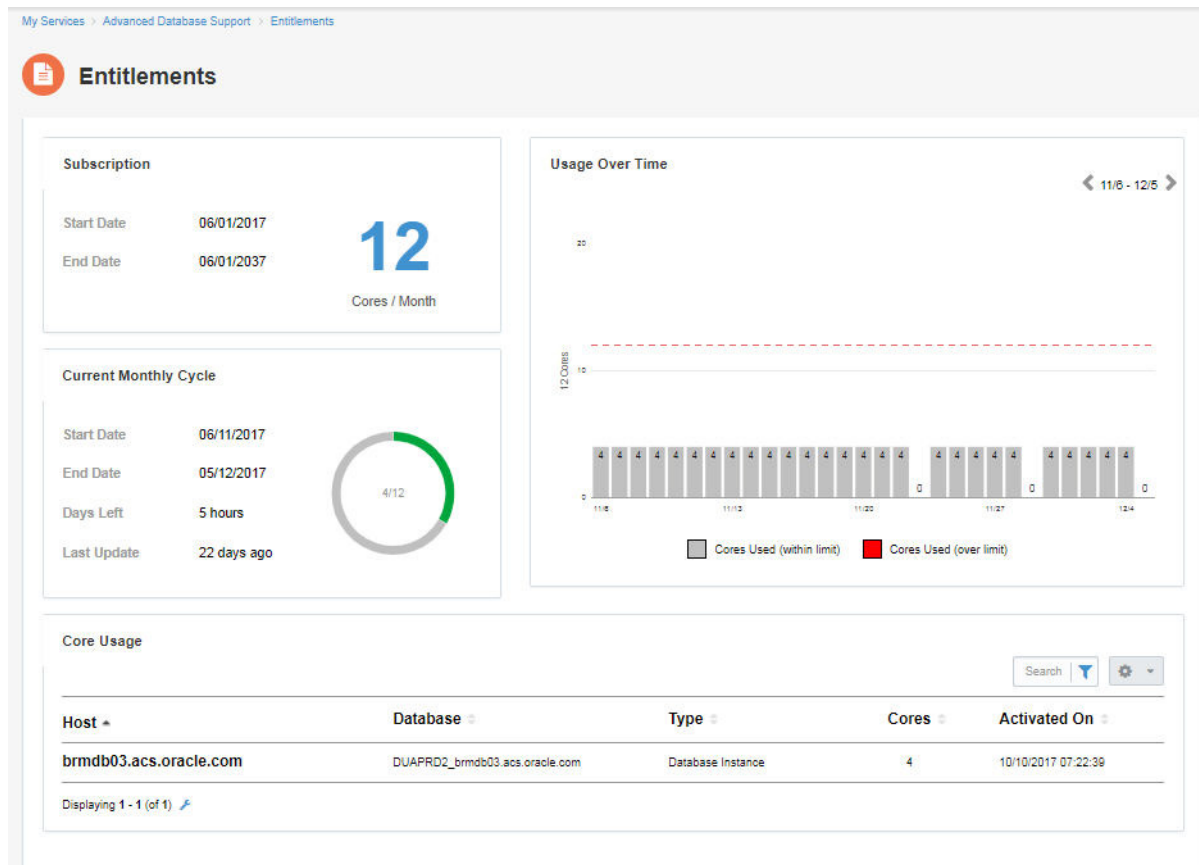 My Services > Advanced Database Support > Entitlements
Entitlements
Subscription
Start Date 06/01/2017
End Date 06/01/2037
12
Cores / Month
Current Monthly Cycle
Start Date 06/11/2017
End Date 05/12/2017
Days Left 5 hours
Last Update 22 days ago
4/12
Usage Over Time
11/6 - 12/5
20
12 Cores
10
4 4 4 4 4 4 4 4 4 4 4 4 4 4 4 4 4 0 4 4 4 4 4 0 4 4 4 4 4 0
0
11/6 11/13 11/20 11/27 12/4
Cores Used (within limit) Cores Used (over limit)
Core Usage
Search
Host Database Type Cores Activated On
brmdb03.acs.oracle.com DUAPRD2_brmdb03.acs.oracle.com Database Instance 4 10/10/2017 07:22:39
Displaying 1 - 1 (of 1)